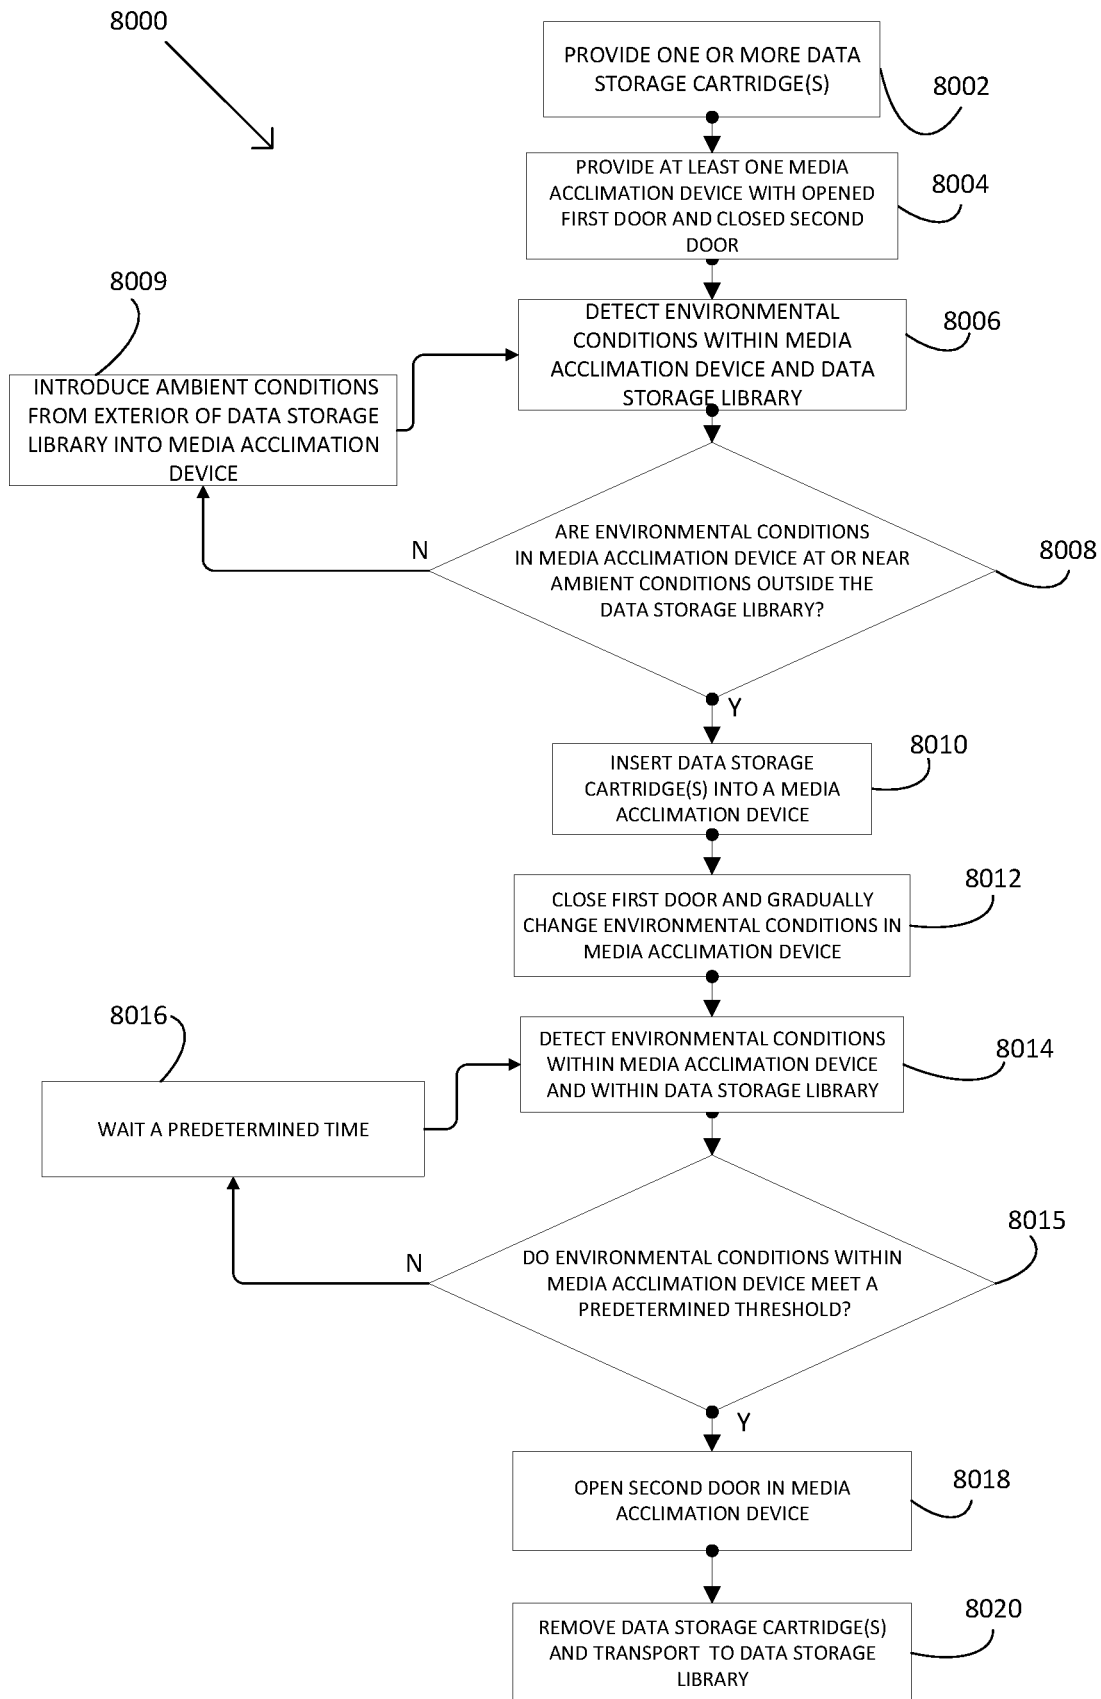 8000
PROVIDE ONE OR MORE DATA
STORAGE CARTRIDGE(S)
8002
PROVIDE AT LEAST ONE MEDIA
ACCLIMATION DEVICE WITH OPENED
FIRST DOOR AND CLOSED SECOND
DOOR
8004
8009
INTRODUCE AMBIENT CONDITIONS
FROM EXTERIOR OF DATA STORAGE
LIBRARY INTO MEDIA ACCLIMATION
DEVICE
DETECT ENVIRONMENTAL
CONDITIONS WITHIN MEDIA
ACCLIMATION DEVICE AND DATA
STORAGE LIBRARY
8006
N
ARE ENVIRONMENTAL CONDITIONS
IN MEDIA ACCLIMATION DEVICE AT OR NEAR
AMBIENT CONDITIONS OUTSIDE THE
DATA STORAGE LIBRARY?
8008
Y
INSERT DATA STORAGE
CARTRIDGE(S) INTO A MEDIA
ACCLIMATION DEVICE
8010
CLOSE FIRST DOOR AND GRADUALLY
CHANGE ENVIRONMENTAL CONDITIONS IN
MEDIA ACCLIMATION DEVICE
8012
8016
WAIT A PREDETERMINED TIME
DETECT ENVIRONMENTAL CONDITIONS
WITHIN MEDIA ACCLIMATION DEVICE
AND WITHIN DATA STORAGE LIBRARY
8014
N
DO ENVIRONMENTAL CONDITIONS WITHIN
MEDIA ACCLIMATION DEVICE MEET A
PREDETERMINED THRESHOLD?
8015
Y
OPEN SECOND DOOR IN MEDIA
ACCLIMATION DEVICE
8018
REMOVE DATA STORAGE CARTRIDGE(S)
AND TRANSPORT TO DATA STORAGE
LIBRARY
8020